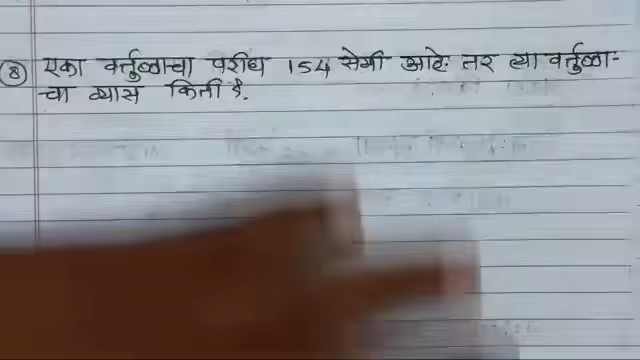 ⑧ एका वर्तुळाचा परीघ 154 सेमी आहे तर त्या वर्तुळा-
चा व्यास किती ?.